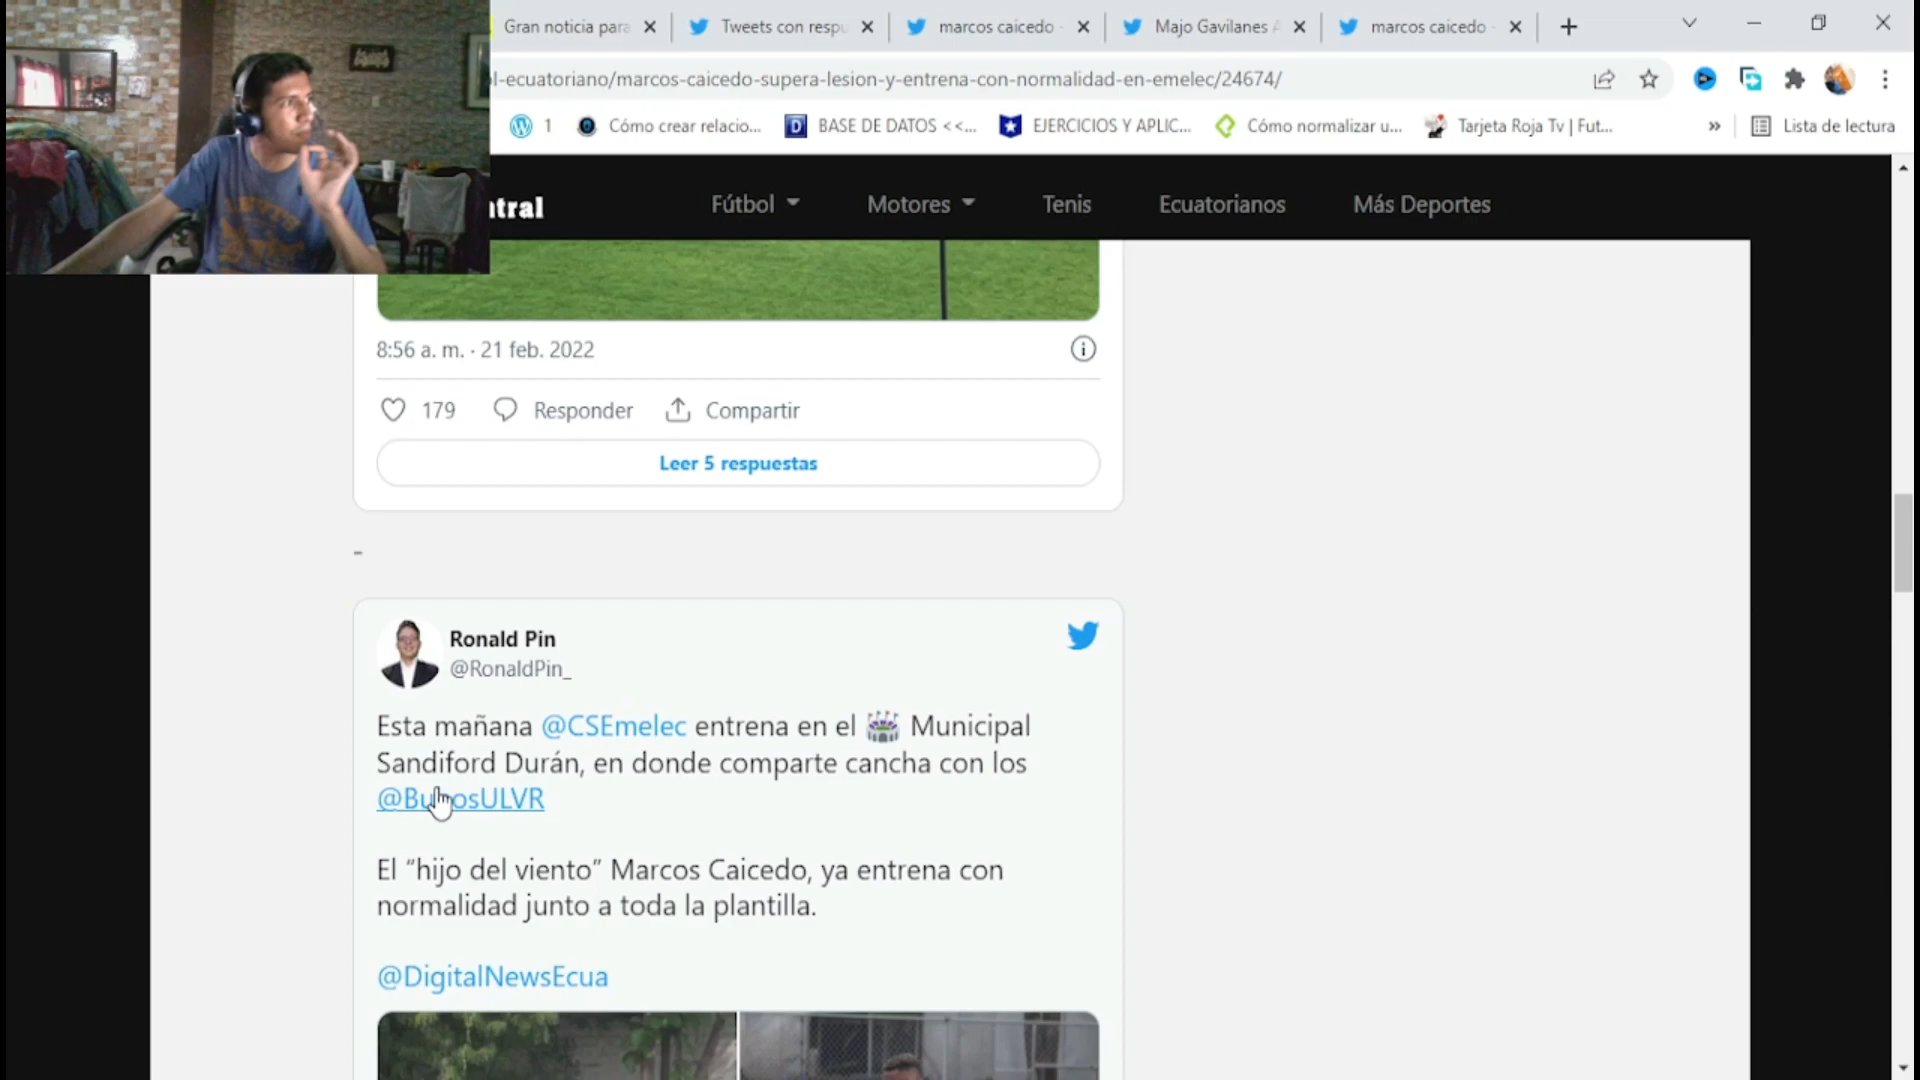 Gran noticia para
Tweets con respu
marcos caicedo -
Majo Gavilanes A
marcos caicedo -
l-ecuatoriano/marcos-caicedo-supera-lesion-y-entrena-con-normalidad-en-emelec/24674/
1
Cómo crear relacio...
BASE DE DATOS <<...
EJERCICIOS Y APLIC...
Cómo normalizar u...
Tarjeta Roja Tv | Fut...
»
Lista de lectura
ntral
Fútbol
Motores
Tenis
Ecuatorianos
Más Deportes
8:56 a. m. · 21 feb. 2022
179 Responder Compartir
Leer 5 respuestas
-
Ronald Pin
@RonaldPin_
Esta mañana @CSEmelec entrena en el 🏟 Municipal
Sandiford Durán, en donde comparte cancha con los
El “hijo del viento” Marcos Caicedo, ya entrena con
normalidad junto a toda la plantilla.
@DigitalNewsEcua